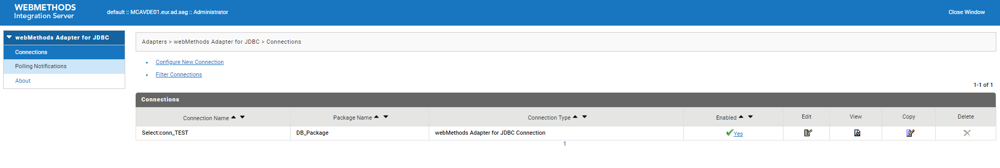 WEBMETHODS
Integration Server
default :: MCAVDE01.eur.ad.sag :: Administrator
Close Window
webMethods Adapter for JDBC
Connections
Polling Notifications
About
Adapters > webMethods Adapter for JDBC > Connections
Configure New Connection
Filter Connections
1-1 of 1
Connections
Connection Name Package Name Connection Type Enabled Edit View Copy Delete
Select:conn_TEST DB_Package webMethods Adapter for JDBC Connection Yes
1